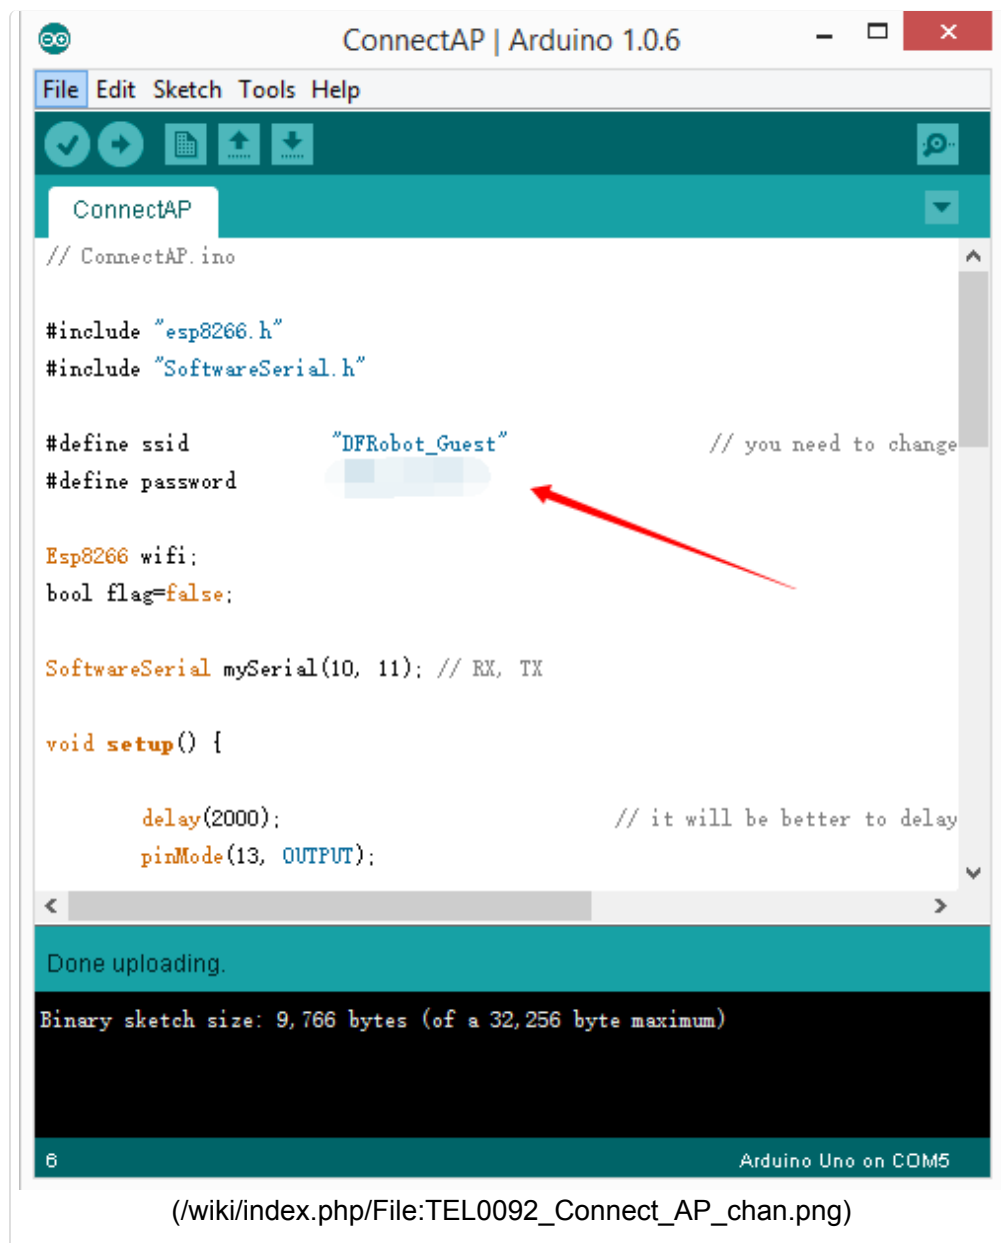 ConnectAP | Arduino 1.0.6
File Edit Sketch Tools Help
ConnectAP
// ConnectAP.ino
#include "esp8266.h"
#include "SoftwareSerial.h"
#define ssid "DFRobot_Guest" // you need to change
#define password
Esp8266 wifi;
bool flag=false;
SoftwareSerial mySerial(10, 11); // RX, TX
void setup() {
delay(2000); // it will be better to delay
pinMode(13, OUTPUT);
Done uploading.
Binary sketch size: 9,766 bytes (of a 32,256 byte maximum)
6 Arduino Uno on COM5
(/wiki/index.php/File:TEL0092_Connect_AP_chan.png)